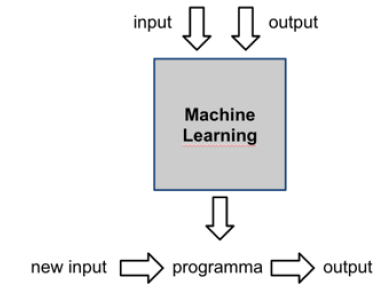 input output
Machine
Learning
new input programma output